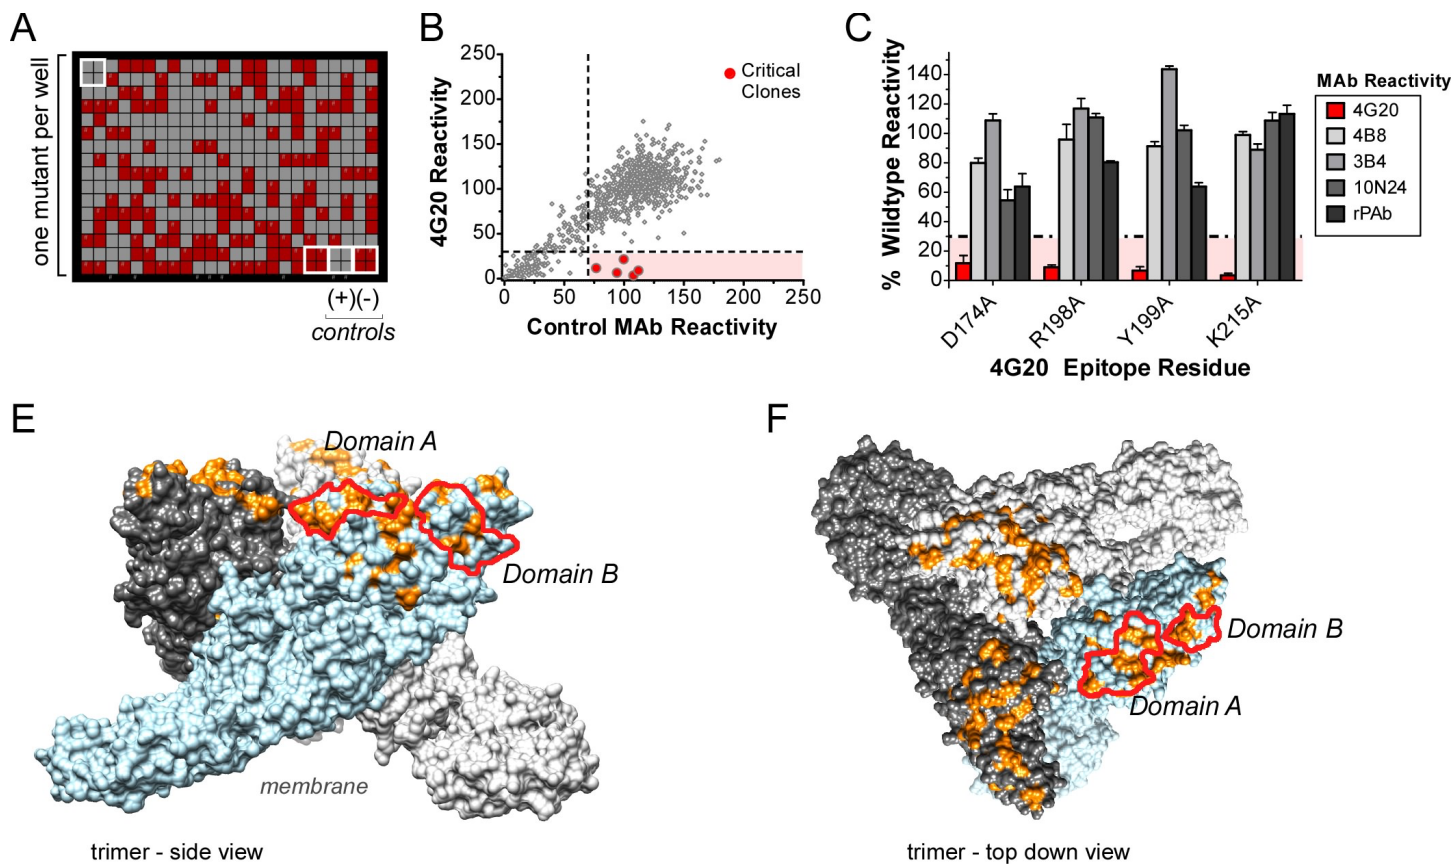 A
one mutant per well
(+)(-)
controls
B
4G20 Reactivity
250
200
150
100
50
0
0 50 100 150 200 250
Control MAb Reactivity
Critical
Clones
C
% Wildtype Reactivity
140
120
100
80
60
40
20
0
D174A R198A Y199A K215A
4G20 Epitope Residue
MAb Reactivity
4G20
4B8
3B4
10N24
rPAb
E
Domain A
Domain B
membrane
trimer - side view
F
Domain B
Domain A
trimer - top down view